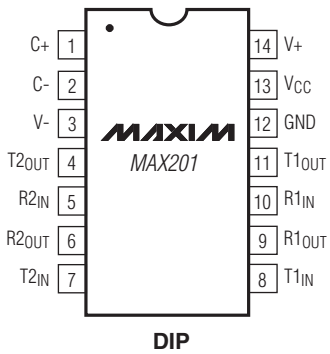 C+ 1 14 V+
C- 2 13 VCC
V- 3 MAXIM 12 GND
T2OUT 4 MAX201 11 T1OUT
R2IN 5 10 R1IN
R2OUT 6 9 R1OUT
T2IN 7 8 T1IN
DIP